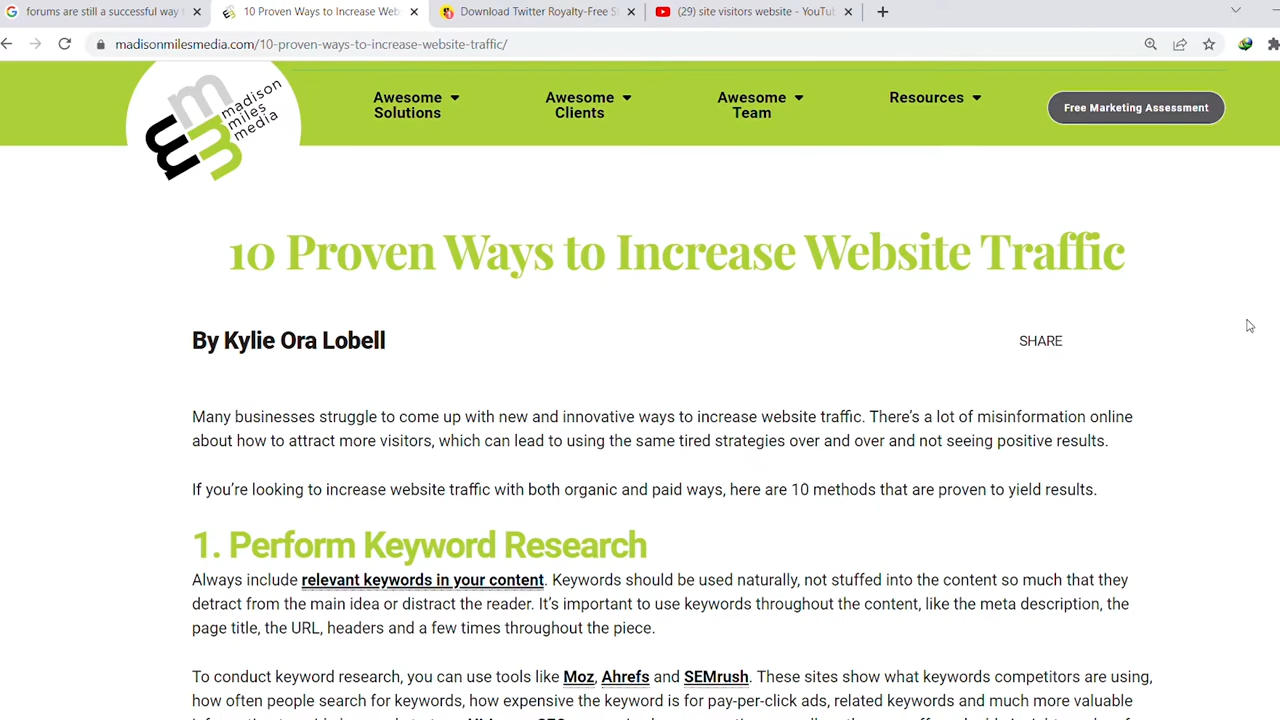 forums are still a successful way
10 Proven Ways to Increase Web
Download Twitter Royalty-Free S
(29) site visitors website - YouTu
madisonmilesmedia.com/10-proven-ways-to-increase-website-traffic/
madison
miles
media
Awesome Solutions
Awesome Clients
Awesome Team
Resources
Free Marketing Assessment
10 Proven Ways to Increase Website Traffic
By Kylie Ora Lobell
SHARE
Many businesses struggle to come up with new and innovative ways to increase website traffic. There’s a lot of misinformation online
about how to attract more visitors, which can lead to using the same tired strategies over and over and not seeing positive results.
If you’re looking to increase website traffic with both organic and paid ways, here are 10 methods that are proven to yield results.
1. Perform Keyword Research
Always include relevant keywords in your content. Keywords should be used naturally, not stuffed into the content so much that they
detract from the main idea or distract the reader. It’s important to use keywords throughout the content, like the meta description, the
page title, the URL, headers and a few times throughout the piece.
To conduct keyword research, you can use tools like Moz, Ahrefs and SEMrush. These sites show what keywords competitors are using,
how often people search for keywords, how expensive the keyword is for pay-per-click ads, related keywords and much more valuable